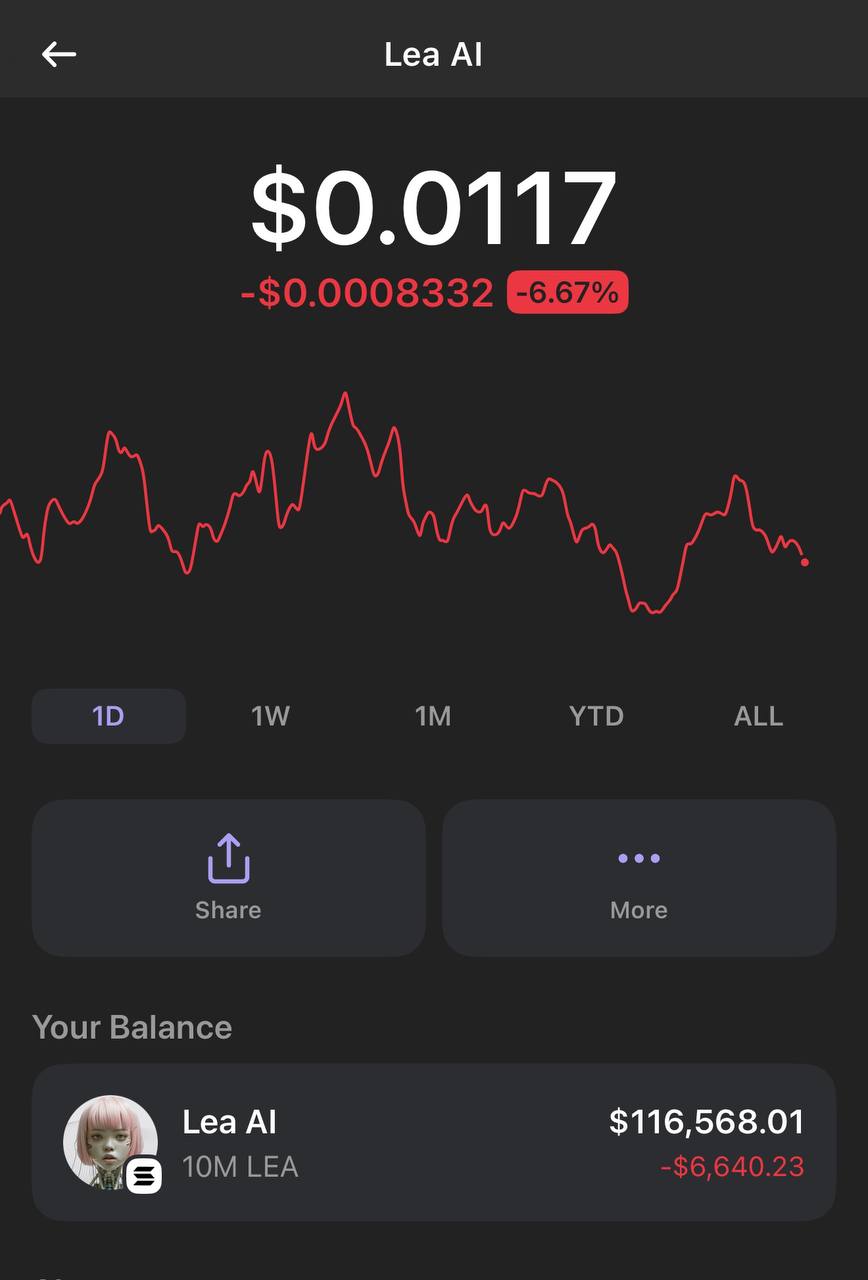 Lea AI
$0.0117
-$0.0008332 -6.67%
1D 1W 1M YTD ALL
Share More
Your Balance
Lea AI $116,568.01
10M LEA -$6,640.23